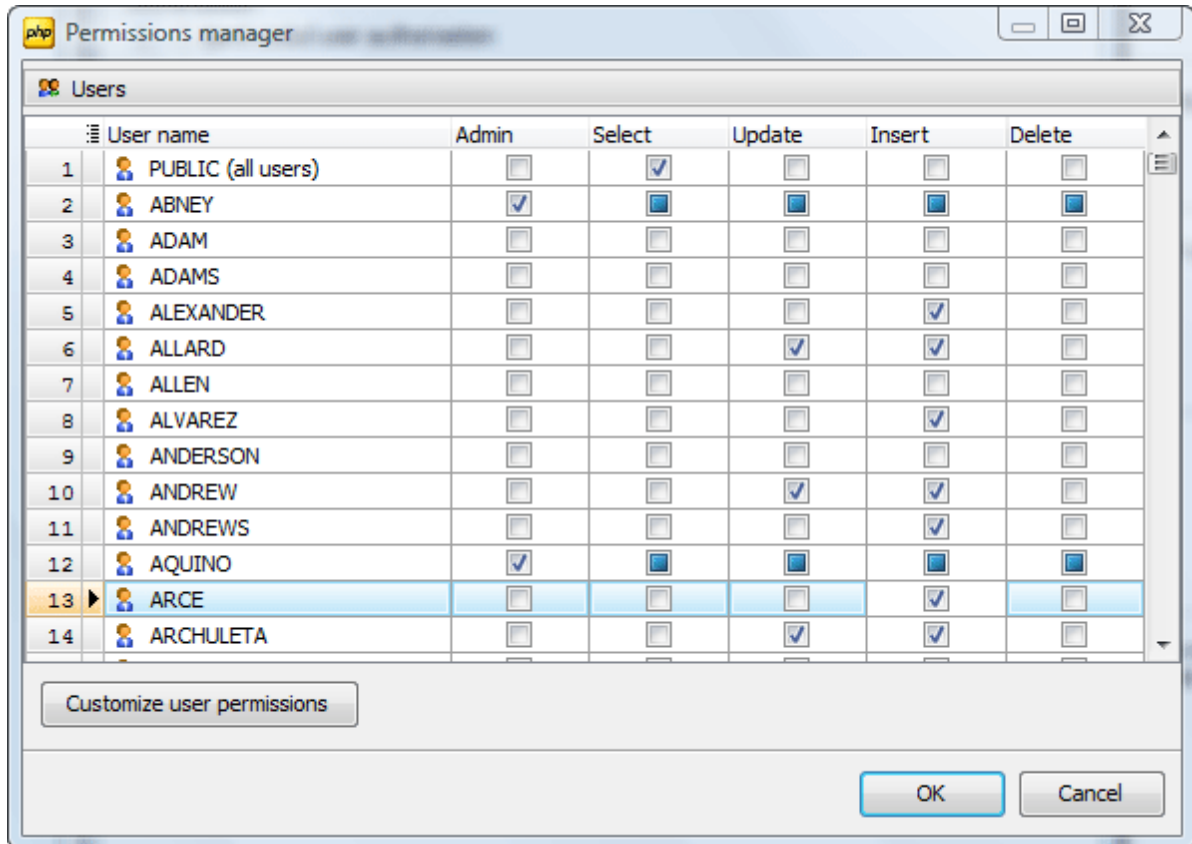 php Permissions manager
Users
User name Admin Select Update Insert Delete
1 PUBLIC (all users)
2 ABNEY
3 ADAM
4 ADAMS
5 ALEXANDER
6 ALLARD
7 ALLEN
8 ALVAREZ
9 ANDERSON
10 ANDREW
11 ANDREWS
12 AQUINO
13 ARCE
14 ARCHULETA
Customize user permissions
OK Cancel